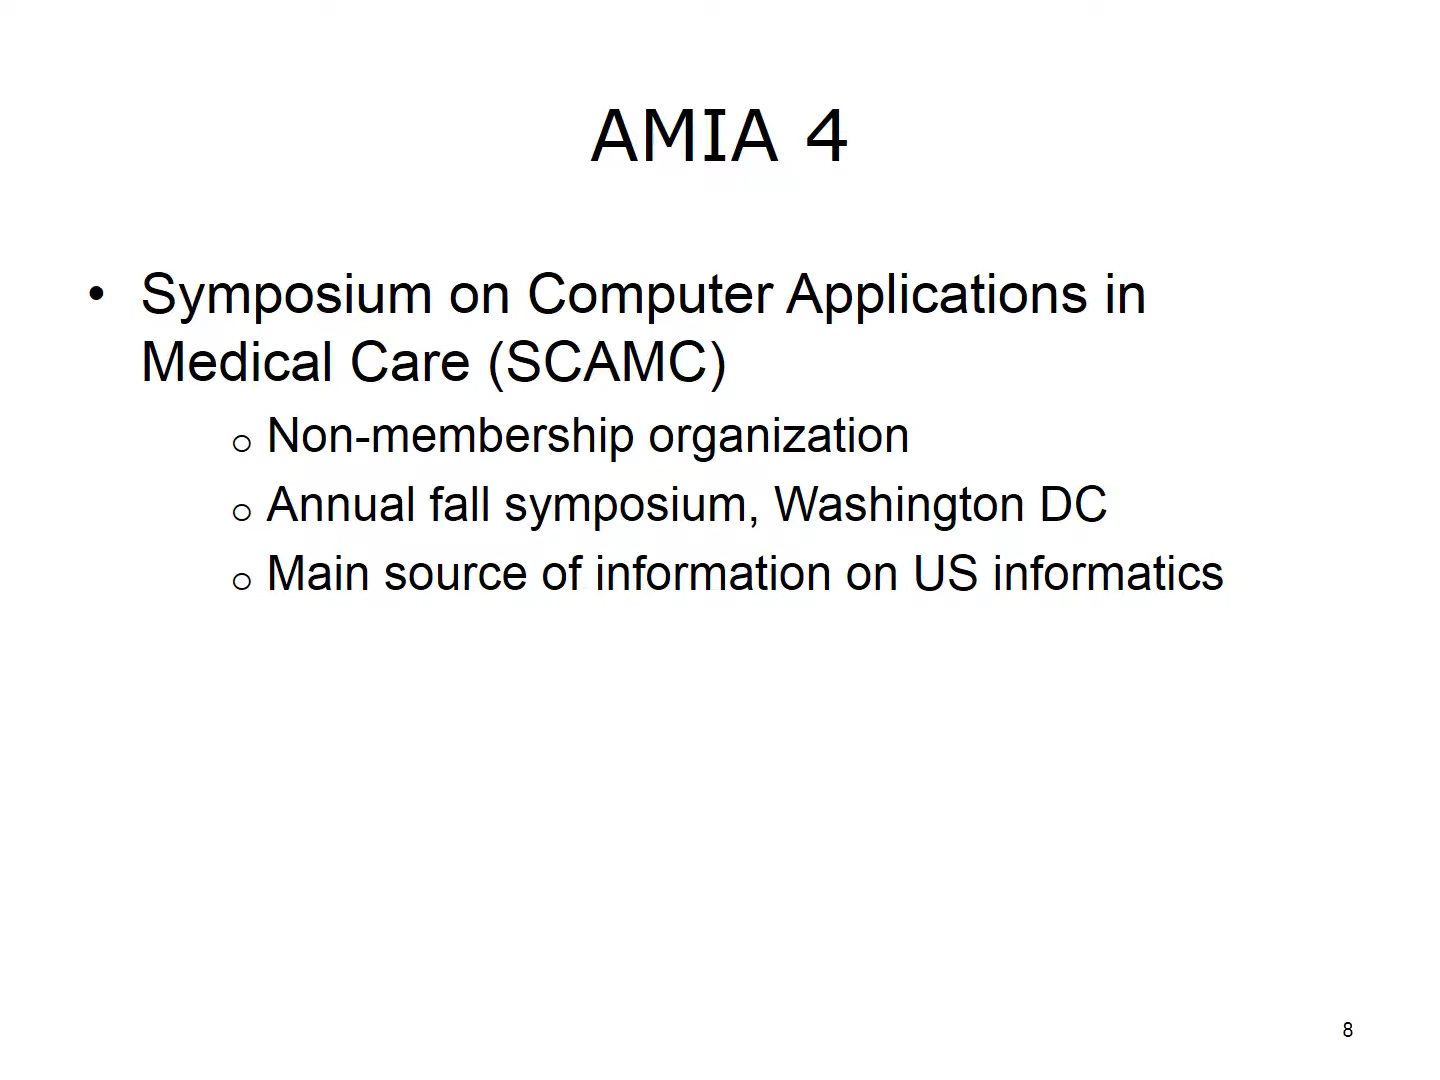 AMIA 4
• Symposium on Computer Applications in
Medical Care (SCAMC)
o Non-membership organization
o Annual fall symposium, Washington DC
o Main source of information on US informatics
8